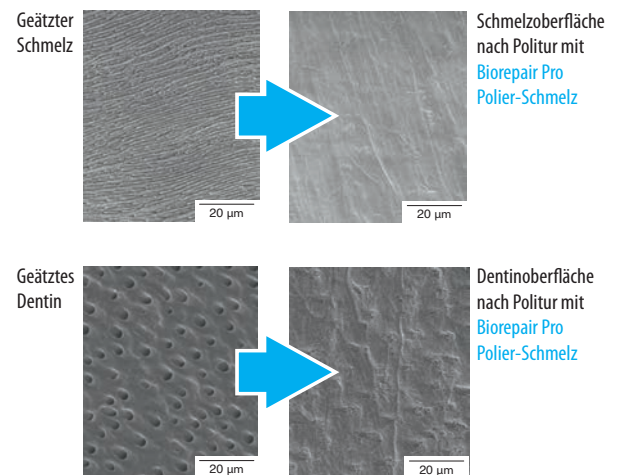 Geätzter
Schmelz
Schmelzoberfläche
nach Politur mit
Biorepair Pro
Polier-Schmelz
20 µm
20 µm
Geätztes
Dentin
Dentinoberfläche
nach Politur mit
Biorepair Pro
Polier-Schmelz
20 µm
20 µm